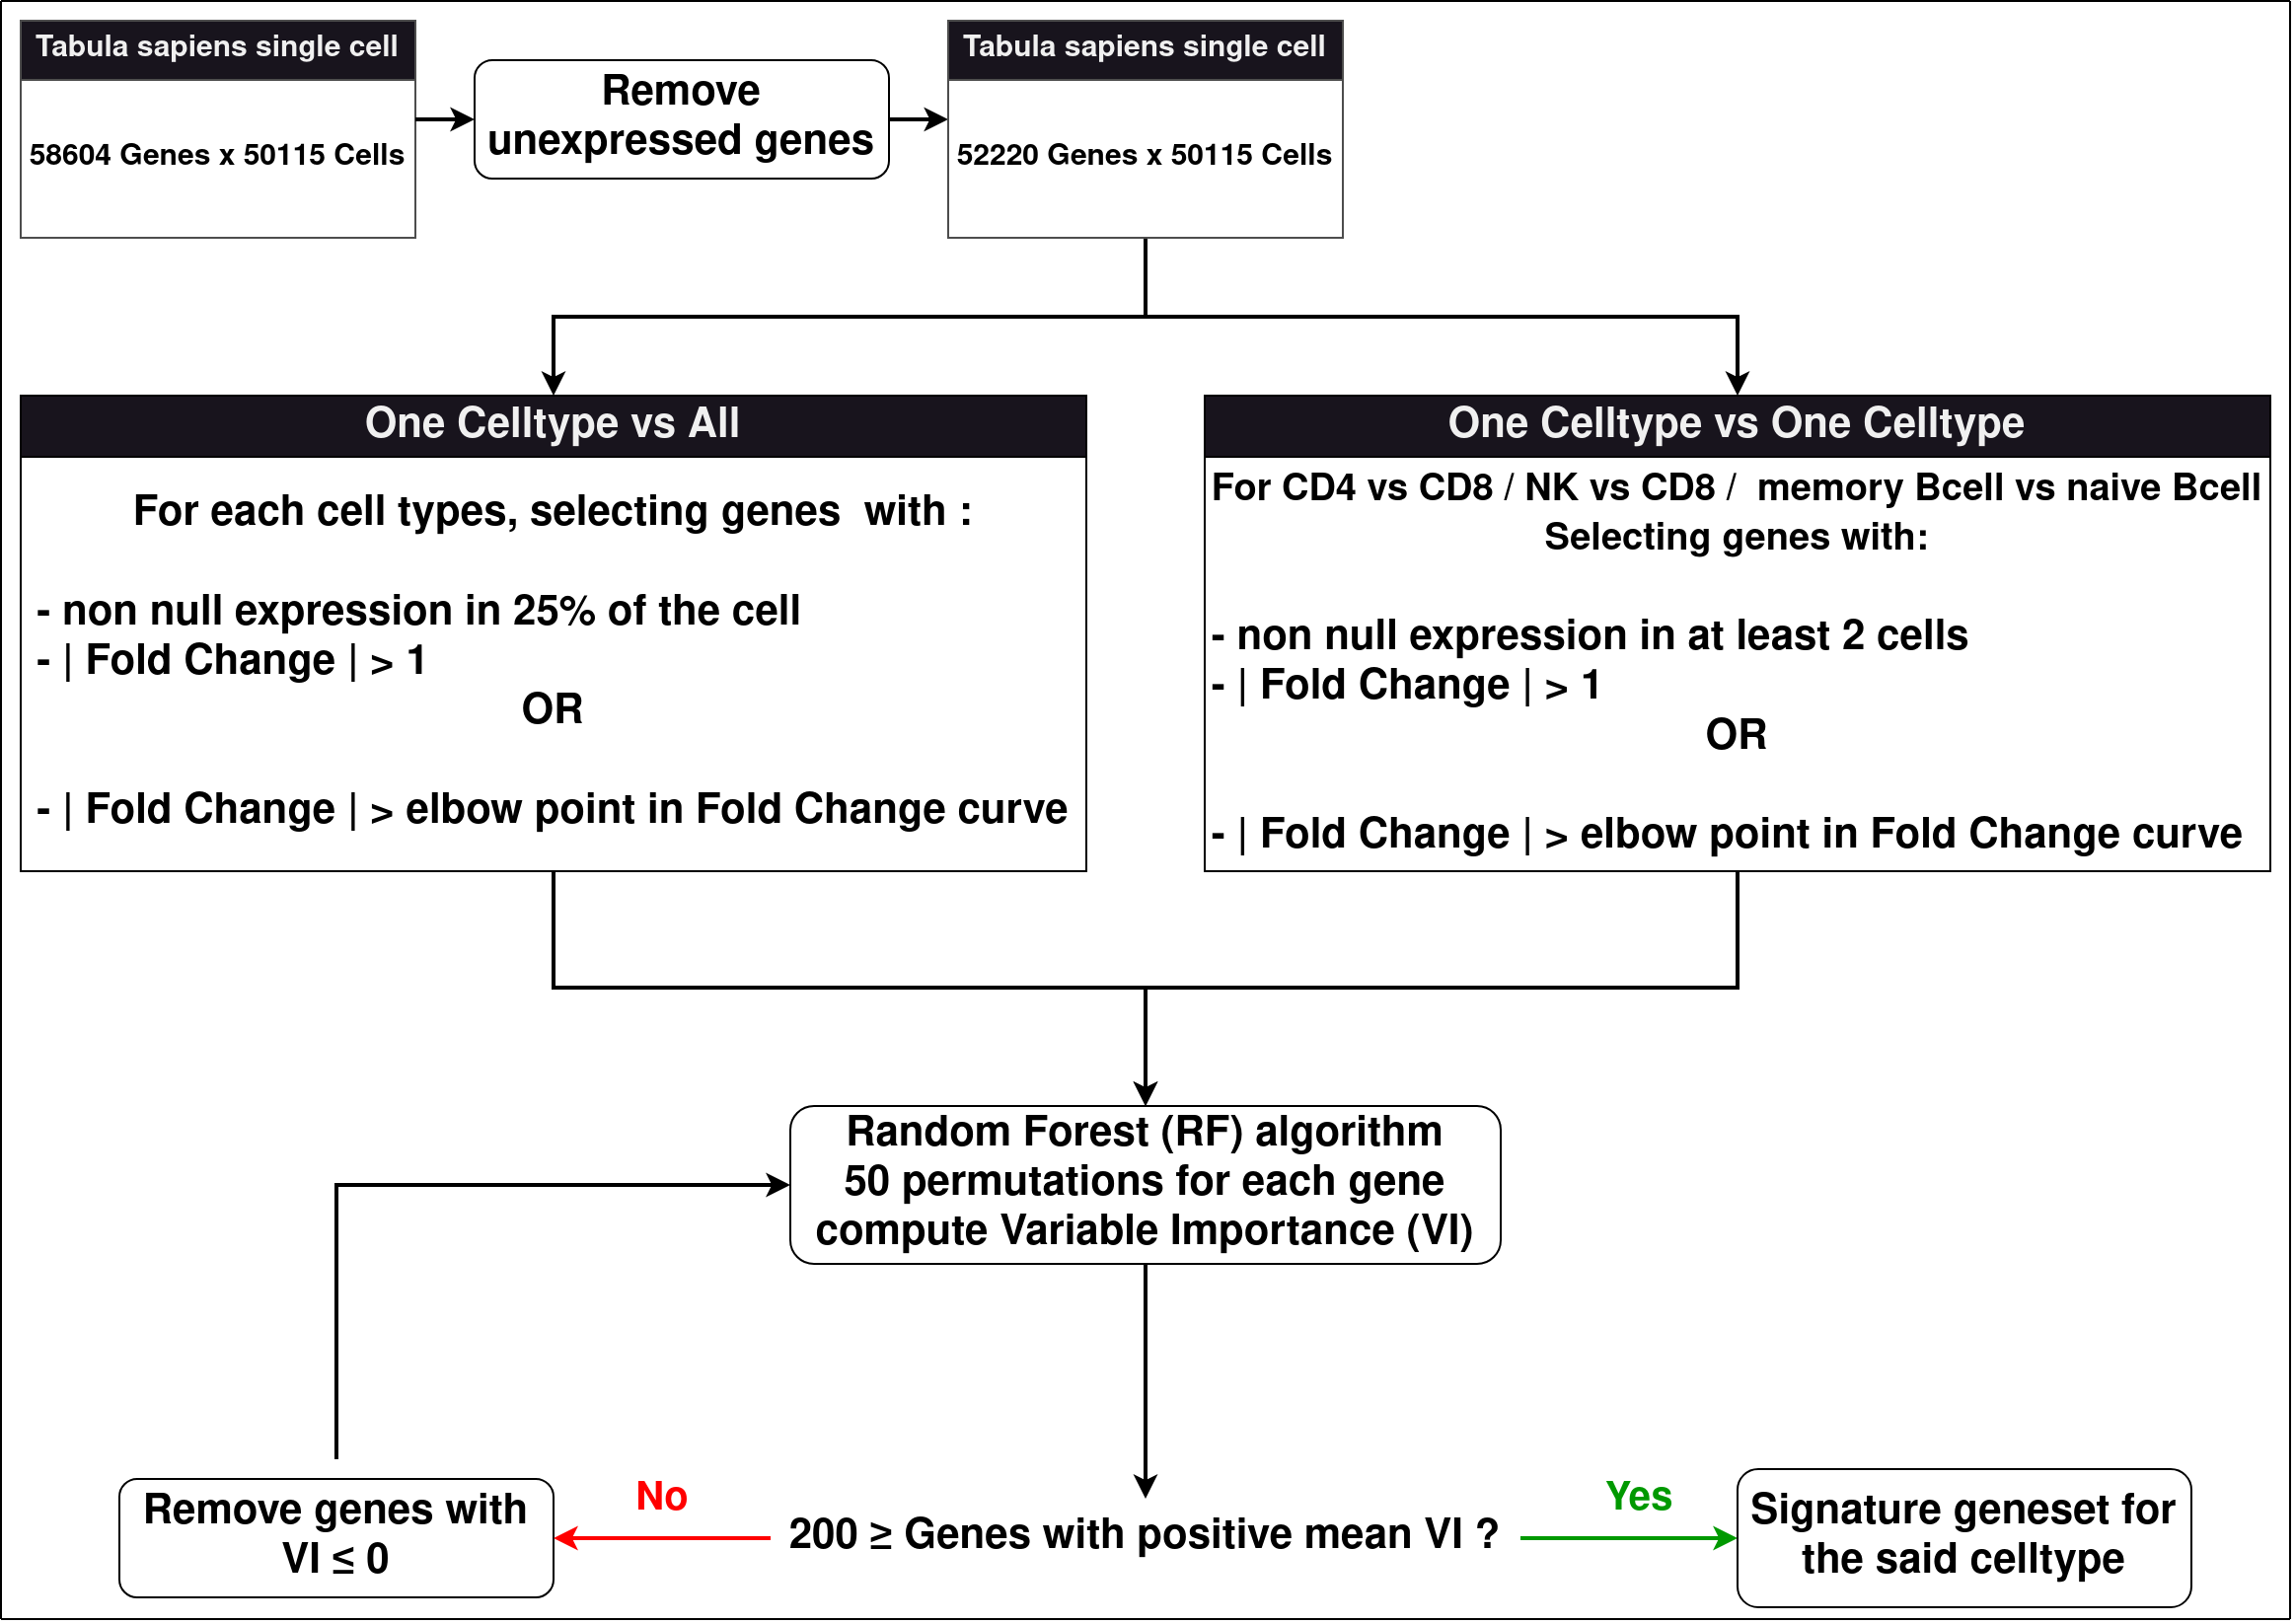 Tabula sapiens single cell
58604 Genes x 50115 Cells
Remove
unexpressed genes
Tabula sapiens single cell
52220 Genes x 50115 Cells
One Celltype vs All
For each cell types, selecting genes with :
- non null expression in 25% of the cell
- | Fold Change | > 1
OR
- | Fold Change | > elbow point in Fold Change curve
One Celltype vs One Celltype
For CD4 vs CD8 / NK vs CD8 / memory Bcell vs naive Bcell
Selecting genes with:
- non null expression in at least 2 cells
- | Fold Change | > 1
OR
- | Fold Change | > elbow point in Fold Change curve
Random Forest (RF) algorithm
50 permutations for each gene
compute Variable Importance (VI)
200 ≥ Genes with positive mean VI ?
No
Remove genes with
VI ≤ 0
Yes
Signature geneset for
the said celltype